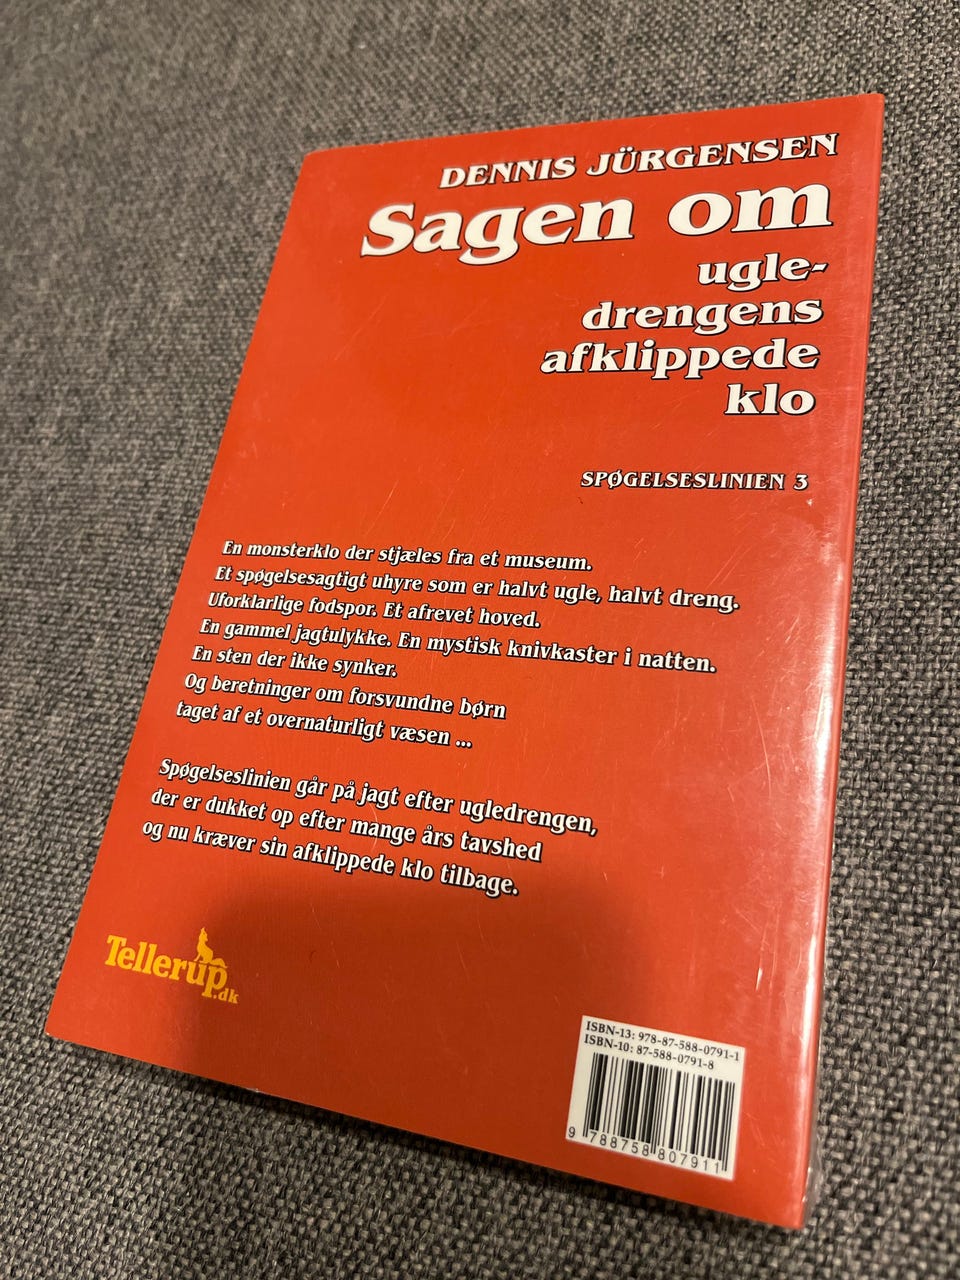 DENNIS JÜRGENSEN
Sagen om
ugle-
drengens
afklippede
klo
SPØGELSESLINIEN 3
En monsterklo der stjæles fra et museum.
Et spøgelsesagtigt uhyre som er halvt ugle, halvt dreng.
Uforklarlige fodspor. Et afrevet hoved.
En gammel jagtulykke. En mystisk knivkaster i natten.
En sten der ikke synker.
Og beretninger om forsvundne børn
taget af et overnaturligt væsen ...
Spøgelseslinien går på jagt efter ugledrengen,
der er dukket op efter mange års tavshed
og nu kræver sin afklippede klo tilbage.
Tellerup.dk
ISBN-13: 978-87-588-0791-1
ISBN-10: 87-588-0791-8
9 788758 807911